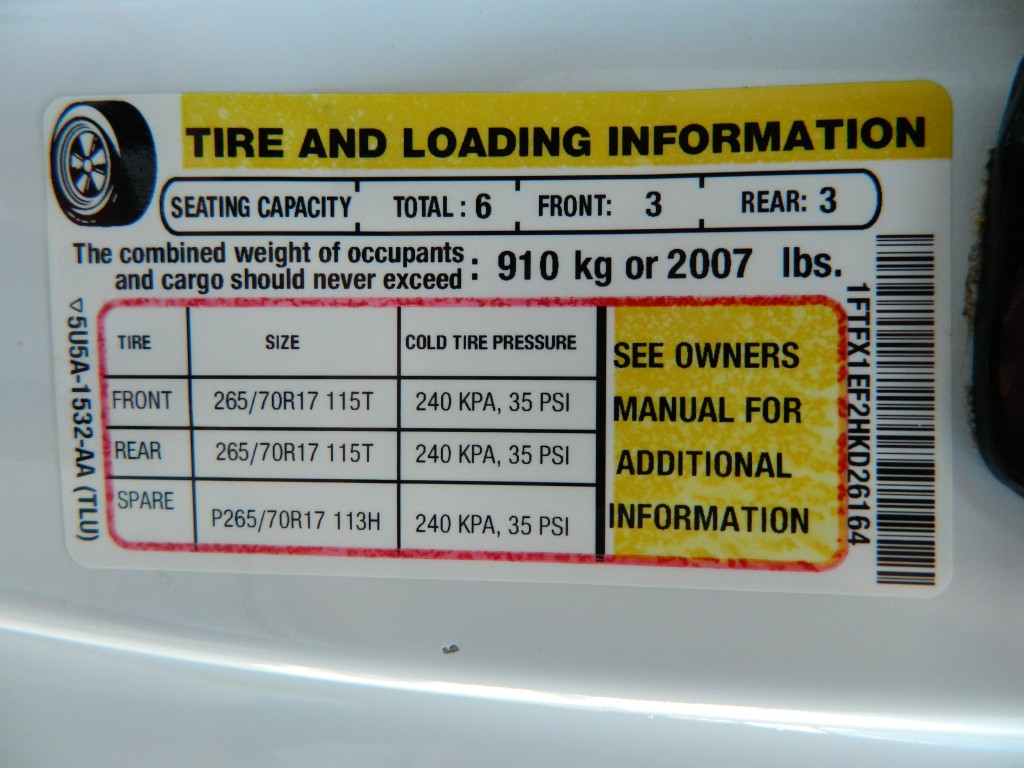 TIRE AND LOADING INFORMATION
SEATING CAPACITY TOTAL : 6 FRONT: 3 REAR: 3
The combined weight of occupants
and cargo should never exceed : 910 kg or 2007 lbs.
TIRE SIZE COLD TIRE PRESSURE
FRONT 265/70R17 115T 240 KPA, 35 PSI
REAR 265/70R17 115T 240 KPA, 35 PSI
SPARE P265/70R17 113H 240 KPA, 35 PSI
SEE OWNERS
MANUAL FOR
ADDITIONAL
INFORMATION
5U5A-1532-AA (TLU)
1FTFX1EF2HKD26164